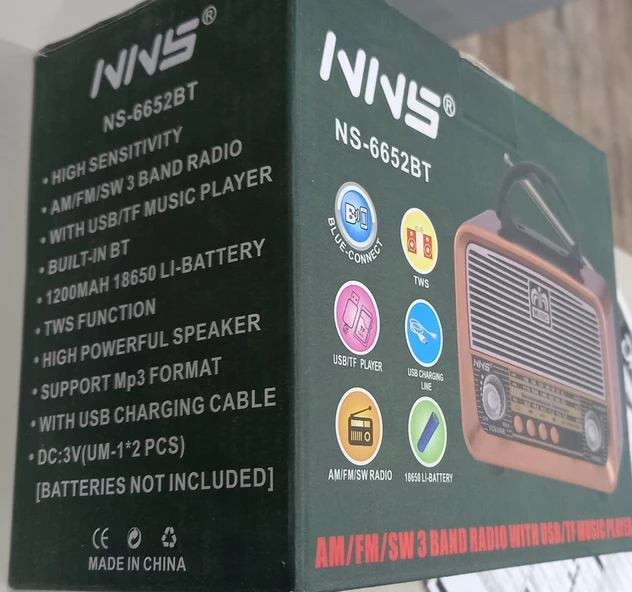 NNS®
NS-6652BT
• HIGH SENSITIVITY
• AM/FM/SW 3 BAND RADIO
• WITH USB/TF MUSIC PLAYER
• BUILT-IN BT
• 1200MAH 18650 LI-BATTERY
• TWS FUNCTION
• HIGH POWERFUL SPEAKER
• SUPPORT Mp3 FORMAT
• WITH USB CHARGING CABLE
• DC:3V(UM-1*2 PCS)
[BATTERIES NOT INCLUDED]
CE
MADE IN CHINA
NNS®
NS-6652BT
BLUE-CONNECT
TWS
USB/TF PLAYER
USB CHARGING
LINE
AM/FM/SW RADIO
18650 LI-BATTERY
NNS
VOLUME
AM/FM/SW 3 BAND RADIO WITH USB/TF MUSIC PLAYER